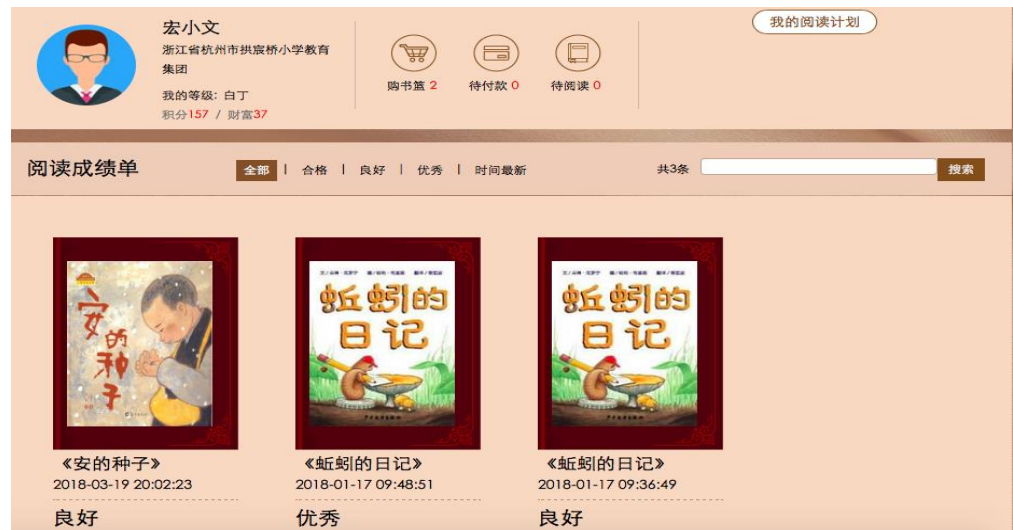 宏小文
浙江省杭州市拱宸桥小学教育
集团
我的等级: 白丁
积分157 / 财富37
购书篮 2
待付款 0
待阅读 0
我的阅读计划
阅读成绩单
全部 | 合格 | 良好 | 优秀 | 时间最新
共3条
搜索
安的种子
蚯蚓的
日记
蚯蚓的
日记
《安的种子》
2018-03-19 20:02:23
良好
《蚯蚓的日记》
2018-01-17 09:48:51
优秀
《蚯蚓的日记》
2018-01-17 09:36:49
良好